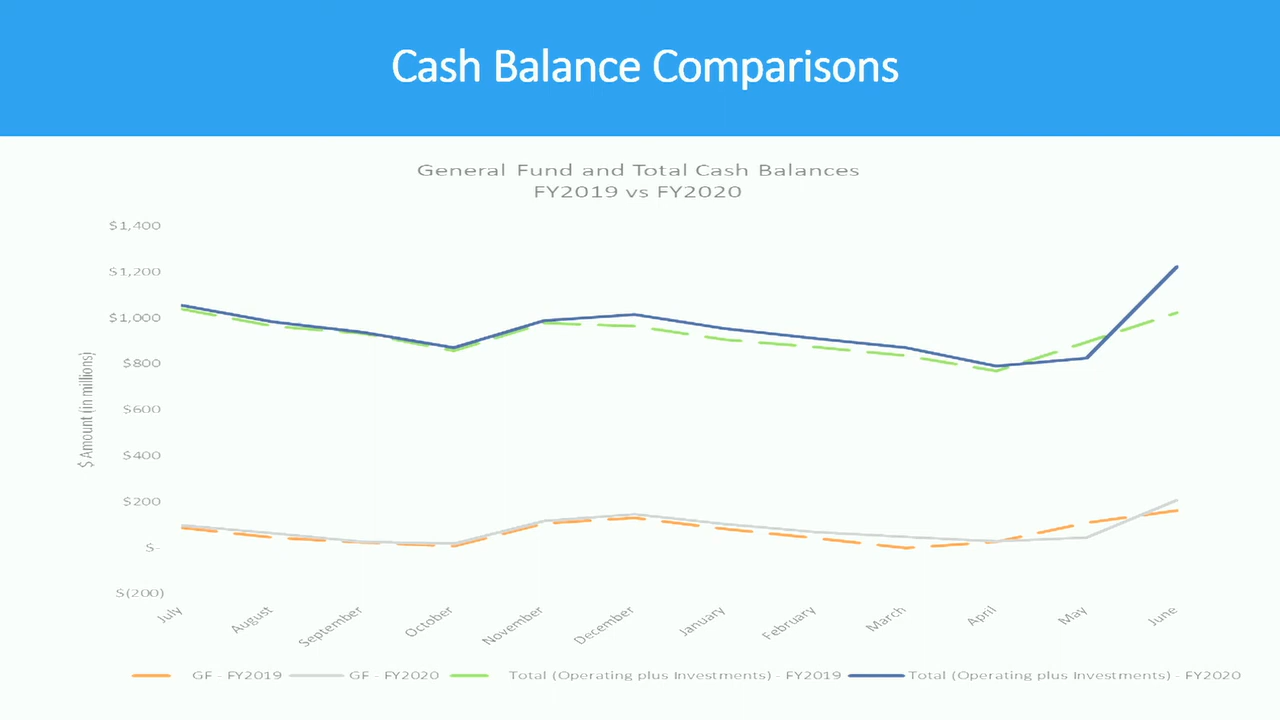 Cash Balance Comparisons
General Fund and Total Cash Balances
FY2019 vs FY2020
$ Amount (in millions)
$1,400
$1,200
$1,000
$800
$600
$400
$200
$-
$(200)
July August September October November December January February March April May June
GF - FY2019 GF - FY2020 Total (Operating plus Investments) - FY2019 Total (Operating plus Investments) - FY2020